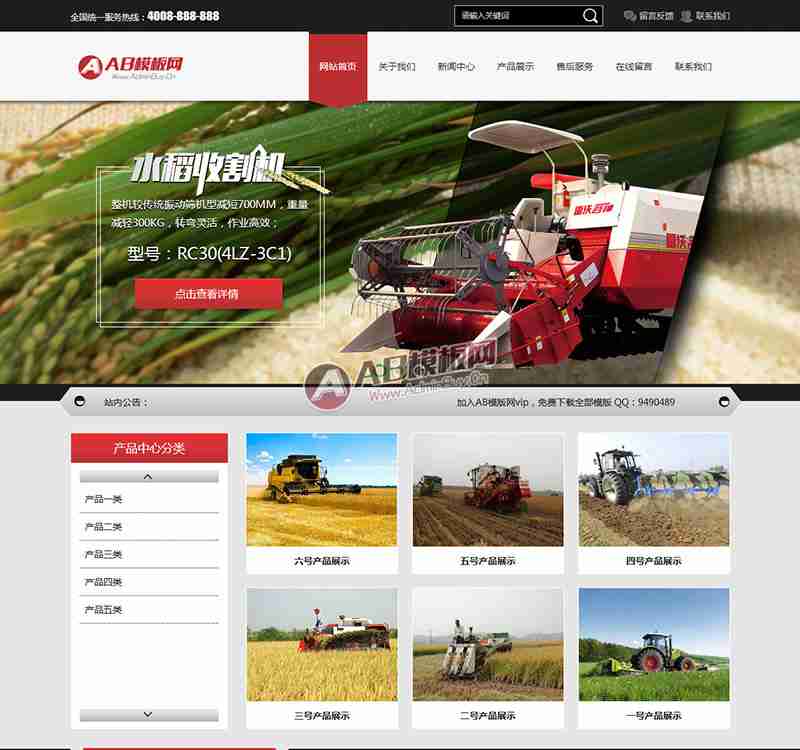 全国统一服务热线：4008-888-888
请输入关键词
留言反馈 联系我们
AB模板网
Www.AdminBuy.Cn
网站首页 关于我们 新闻中心 产品展示 售后服务 在线留言 联系我们
水稻收割机
整机较传统振动筛机型减短700MM，重量
减轻300KG，转弯灵活，作业高效；
型号：RC30(4LZ-3C1)
点击查看详情
雷沃谷神
AB模板网
Www.AdminBuy.Cn
站内公告：
加入AB模版网vip，免费下载全部模版 QQ：9490489
产品中心分类
产品一类
产品二类
产品三类
产品四类
产品五类
六号产品展示
五号产品展示
四号产品展示
三号产品展示
二号产品展示
一号产品展示